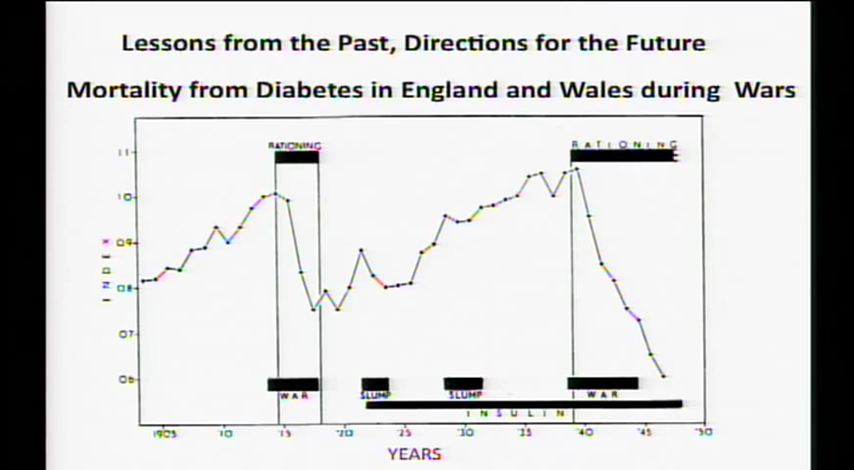 Lessons from the Past, Directions for the Future
Mortality from Diabetes in England and Wales during Wars
RATIONING
RATIONING
1·1
1·0
0·9
0·8
0·7
0·6
INDEX
WAR
SLUMP
SLUMP
WAR
INSULIN
1905 '10 '15 '20 '25 '30 '35 '40 '45 '50
YEARS